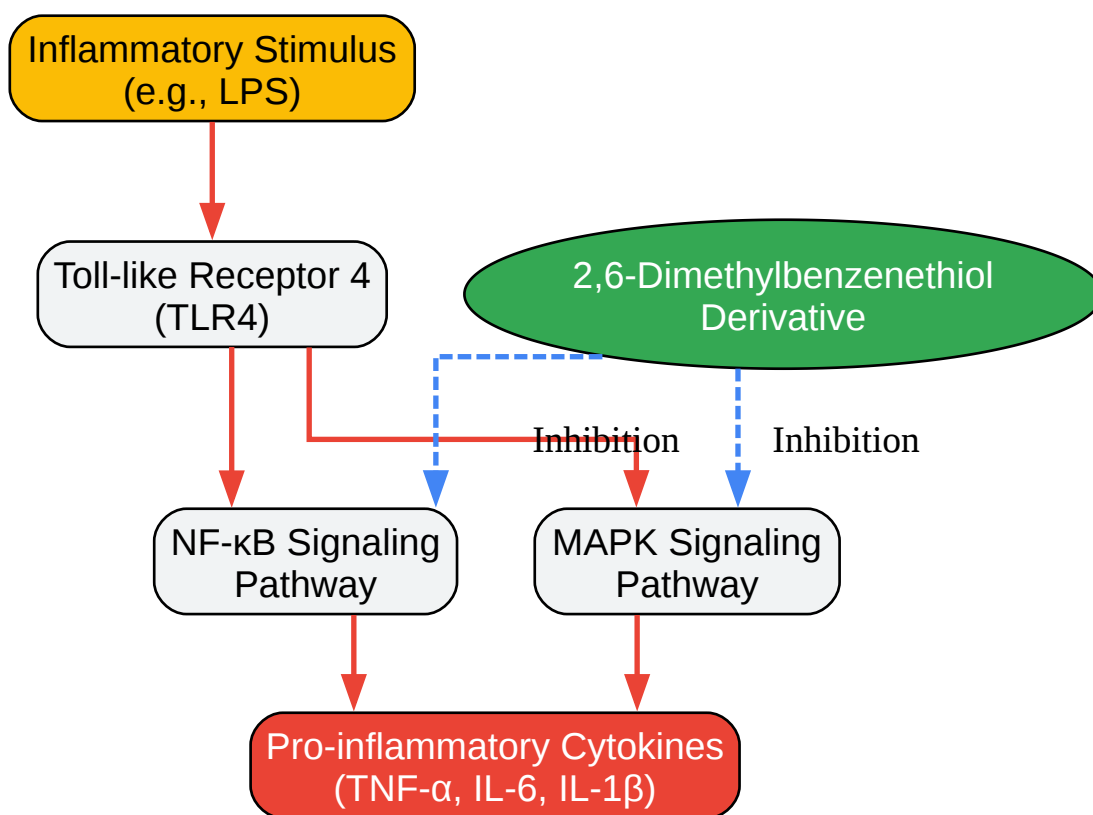 Inflammatory Stimulus
(e.g., LPS)
Toll-like Receptor 4
(TLR4)
2,6-Dimethylbenzenethiol
Derivative
Inhibition
Inhibition
NF-κB Signaling
Pathway
MAPK Signaling
Pathway
Pro-inflammatory Cytokines
(TNF-α, IL-6, IL-1β)